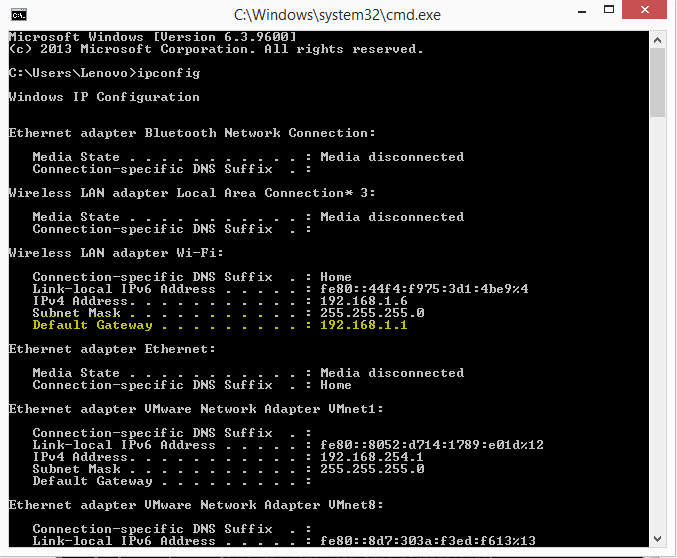 C:\Windows\system32\cmd.exe
Microsoft Windows [Version 6.3.9600]
(c) 2013 Microsoft Corporation. All rights reserved.
C:\Users\Lenovo>ipconfig
Windows IP Configuration
Ethernet adapter Bluetooth Network Connection:
Media State . . . . . . . . . . . : Media disconnected
Connection-specific DNS Suffix  . :
Wireless LAN adapter Local Area Connection* 3:
Media State . . . . . . . . . . . : Media disconnected
Connection-specific DNS Suffix  . :
Wireless LAN adapter Wi-Fi:
Connection-specific DNS Suffix  . : Home
Link-local IPv6 Address . . . . . : fe80::44f4:f975:3d1:4be9%4
IPv4 Address. . . . . . . . . . . : 192.168.1.6
Subnet Mask . . . . . . . . . . . : 255.255.255.0
Default Gateway . . . . . . . . . : 192.168.1.1
Ethernet adapter Ethernet:
Media State . . . . . . . . . . . : Media disconnected
Connection-specific DNS Suffix  . : Home
Ethernet adapter VMware Network Adapter VMnet1:
Connection-specific DNS Suffix  . :
Link-local IPv6 Address . . . . . : fe80::8052:d714:1789:e01d%12
IPv4 Address. . . . . . . . . . . : 192.168.254.1
Subnet Mask . . . . . . . . . . . : 255.255.255.0
Default Gateway . . . . . . . . . :
Ethernet adapter VMware Network Adapter VMnet8:
Connection-specific DNS Suffix  . :
Link-local IPv6 Address . . . . . : fe80::8d7:303a:f3ed:f613%13